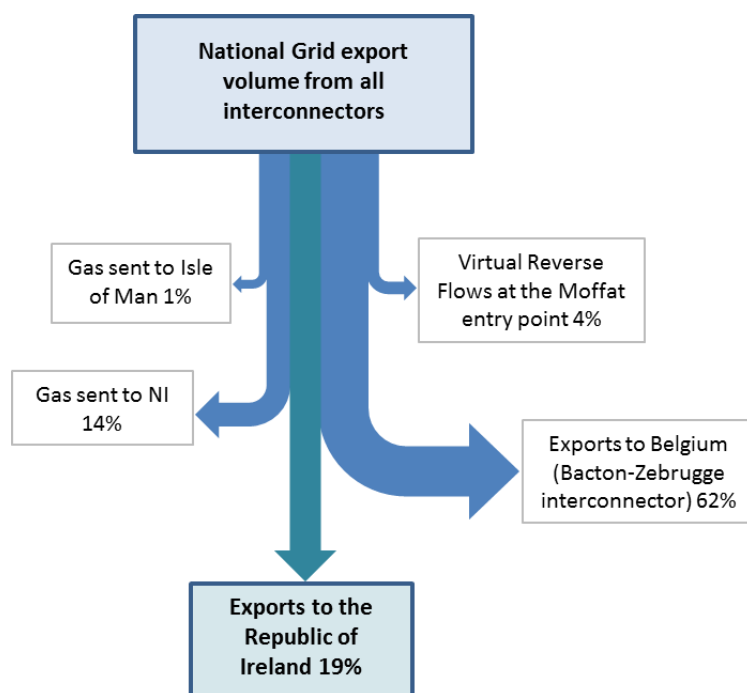 National Grid export
volume from all
interconnectors
Gas sent to Isle
of Man 1%
Virtual Reverse
Flows at the Moffat
entry point 4%
Gas sent to NI
14%
Exports to Belgium
(Bacton-Zebrugge
interconnector) 62%
Exports to the
Republic of
Ireland 19%